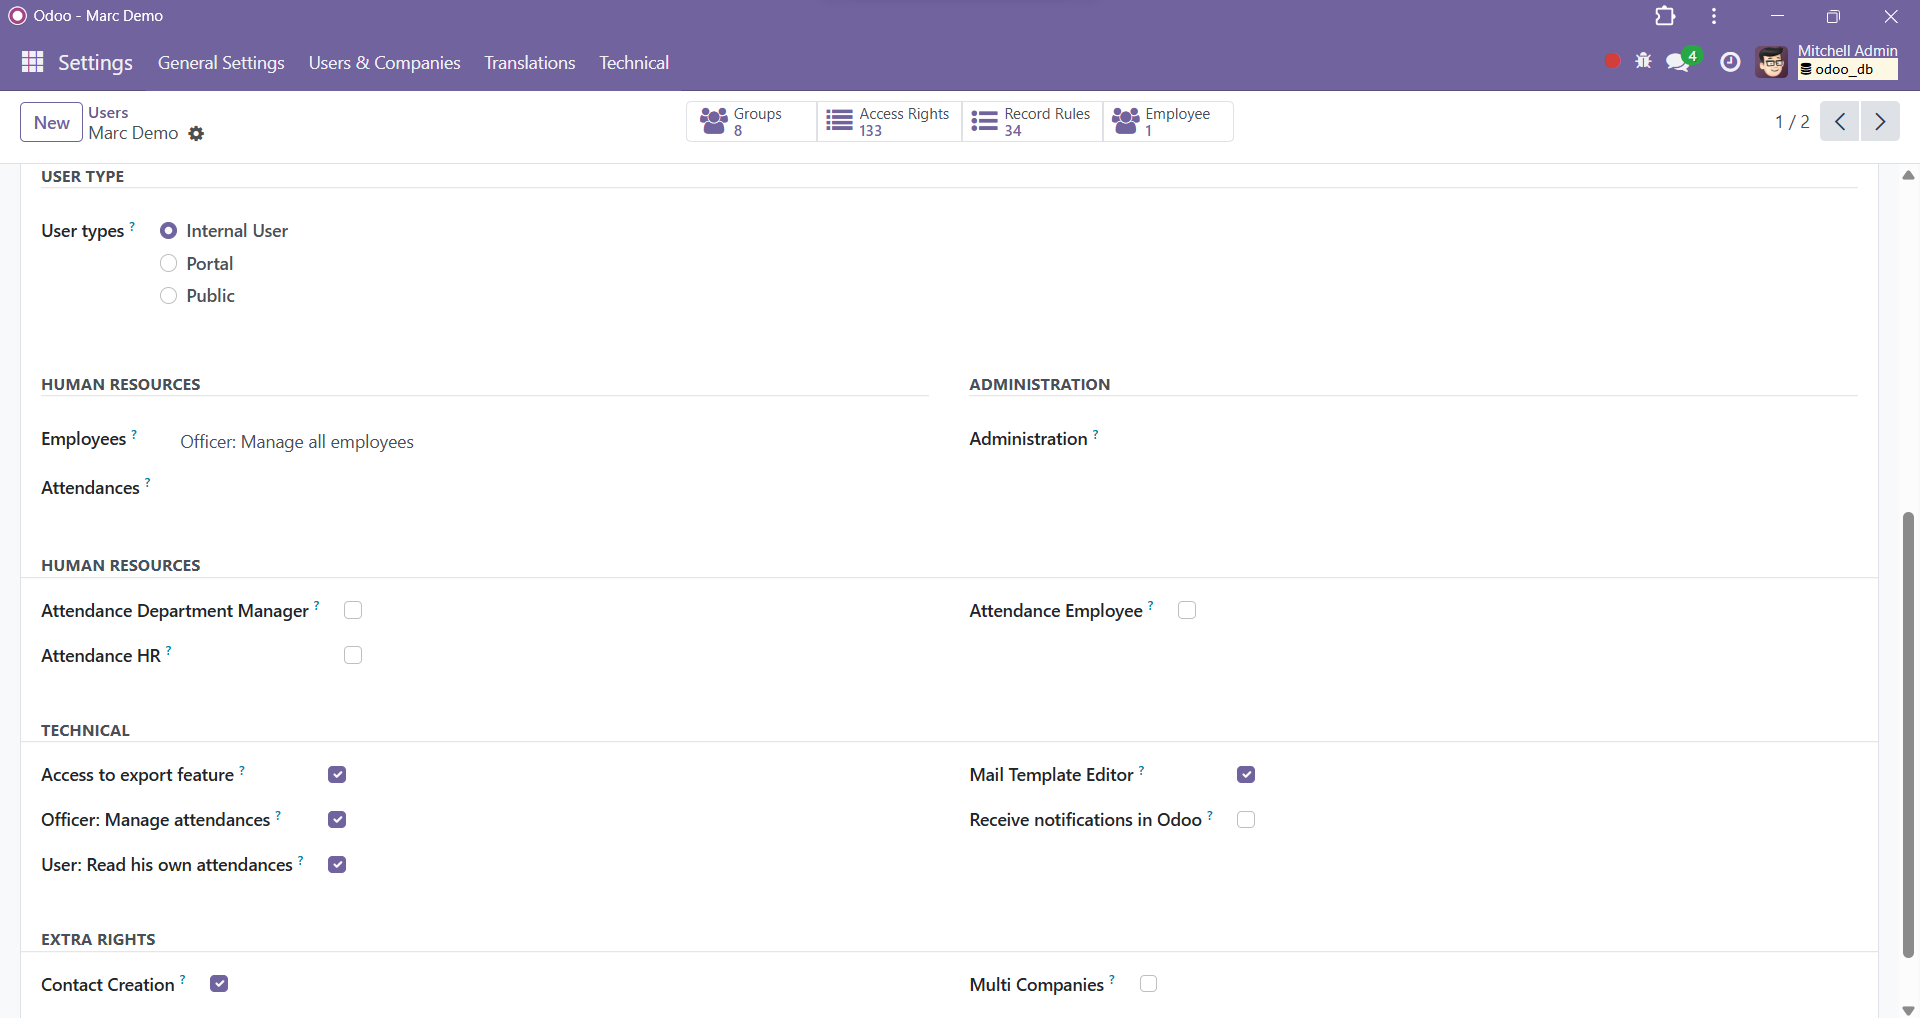 Odoo - Marc Demo
Settings General Settings Users & Companies Translations Technical 4 Mitchell Admin
odoo_db
New Users
Marc Demo
Groups
8
Access Rights
133
Record Rules
34
Employee
1
1 / 2
USER TYPE
User types ? Internal User
Portal
Public
HUMAN RESOURCES
Employees ? Officer: Manage all employees
Attendances ?
ADMINISTRATION
Administration ?
HUMAN RESOURCES
Attendance Department Manager ?
Attendance Employee ?
Attendance HR ?
TECHNICAL
Access to export feature ?
Mail Template Editor ?
Officer: Manage attendances ?
Receive notifications in Odoo ?
User: Read his own attendances ?
EXTRA RIGHTS
Contact Creation ?
Multi Companies ?